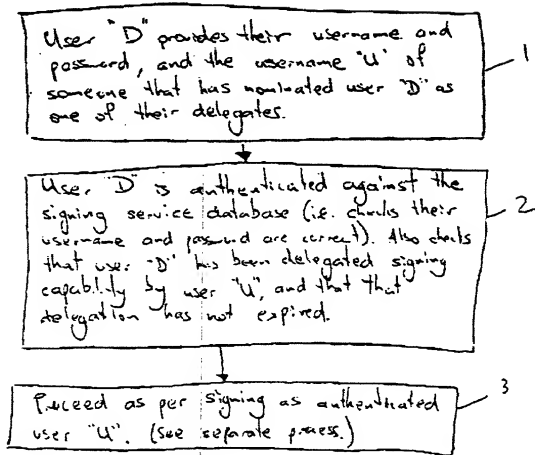 User "D" provides their username and
password, and the username "U" of
someone that has nominated user "D" as
one of their delegates.
1
User "D" is authenticated against the
signing service database (i.e. checks their
username and password are correct). Also checks
that user "D" has been delegated signing
capability by user "U", and that that
delegation has not expired.
2
Proceed as per signing as authenticated
user "U". (See separate process.)
3